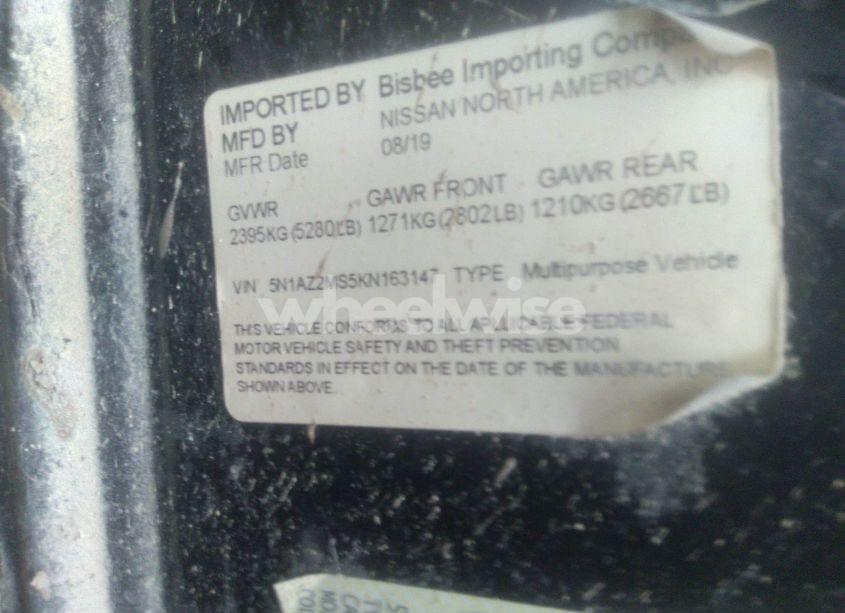 IMPORTED BY Bisbee Importing
MFD BY NISSAN NORTH AMERICA, INC
MFR Date 08/19
GVWR GAWR FRONT GAWR REAR
2395KG (5280LB) 1271KG (2802LB) 1210KG (2667LB)
VIN 5N1AZ2MS5KN163147 TYPE Multipurpose Vehicle
wheelwise
THIS VEHICLE CONFORMS TO ALL APLLICABLE FEDERAL
MOTOR VEHICLE SAFETY AND THEFT PREVENTION
STANDARDS IN EFFECT ON THE DATE OF THE MANUFACTURE
SHOWN ABOVE.